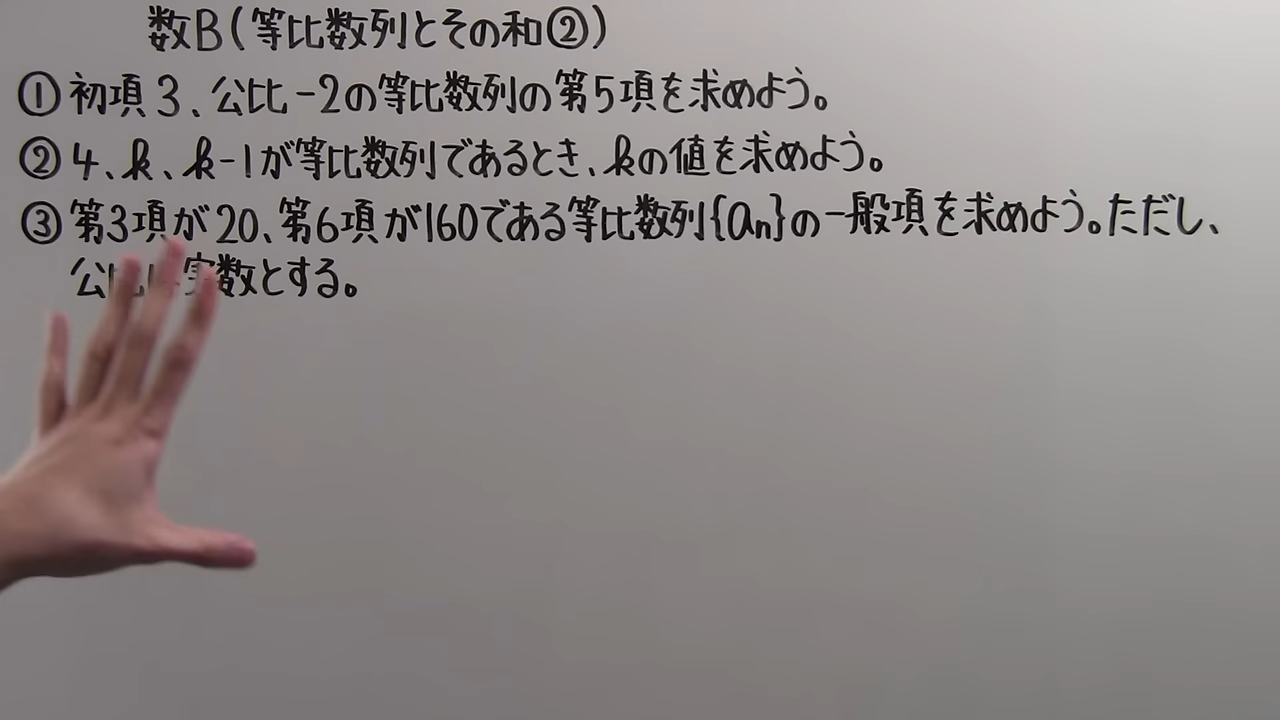 数B(等比数列とその和②)
①初項3、公比-2の等比数列の第5項を求めよう。
②4、k、k-1が等比数列であるとき、kの値を求めよう。
③第3項が20、第6項が160である等比数列{an}の一般項を求めよう。ただし、
公比は実数とする。